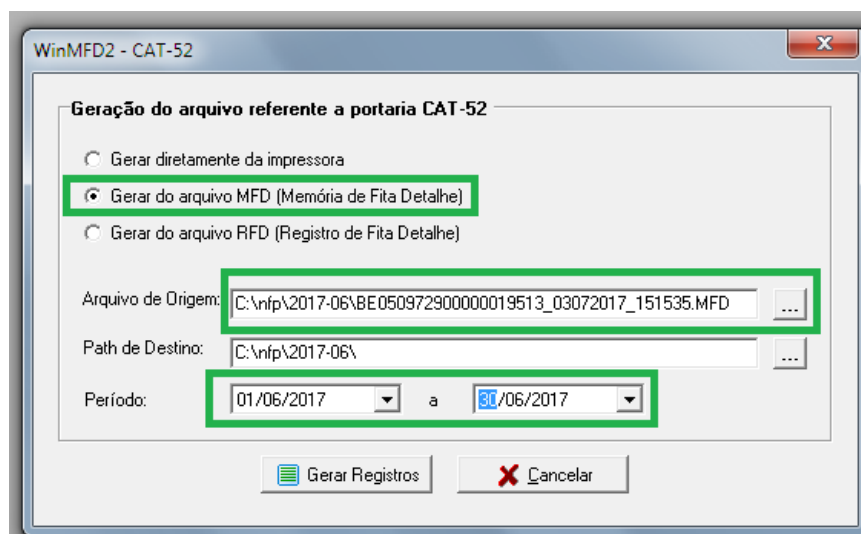 WinMFD2 - CAT-52
Geração do arquivo referente a portaria CAT-52
Gerar diretamente da impressora
Gerar do arquivo MFD (Memória de Fita Detalhe)
Gerar do arquivo RFD (Registro de Fita Detalhe)
Arquivo de Origem: C:\nfp\2017-06\BE050972900000019513_03072017_151535.MFD ...
Path de Destino: C:\nfp\2017-06\ ...
Período: 01/06/2017 a 30/06/2017
Gerar Registros Cancelar